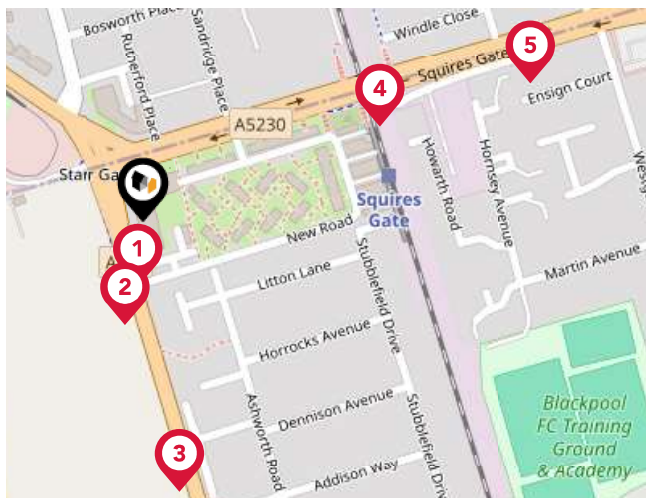 Bosworth Place
Rutherford Place
Sandridge Place
Windle Close
Squires Gate
5
4
A5230
Ensign Court
Starr Ga
Howarth Road
Hornsey Avenue
Squires
Gate
1
New Road
A
2
Litton Lane
Stubblefield Drive
Martin Avenue
Horrocks Avenue
Ashworth Road
Dennison Avenue
Stubblefield Drive
Blackpool
FC Training
Ground
& Academy
3
Addison Way